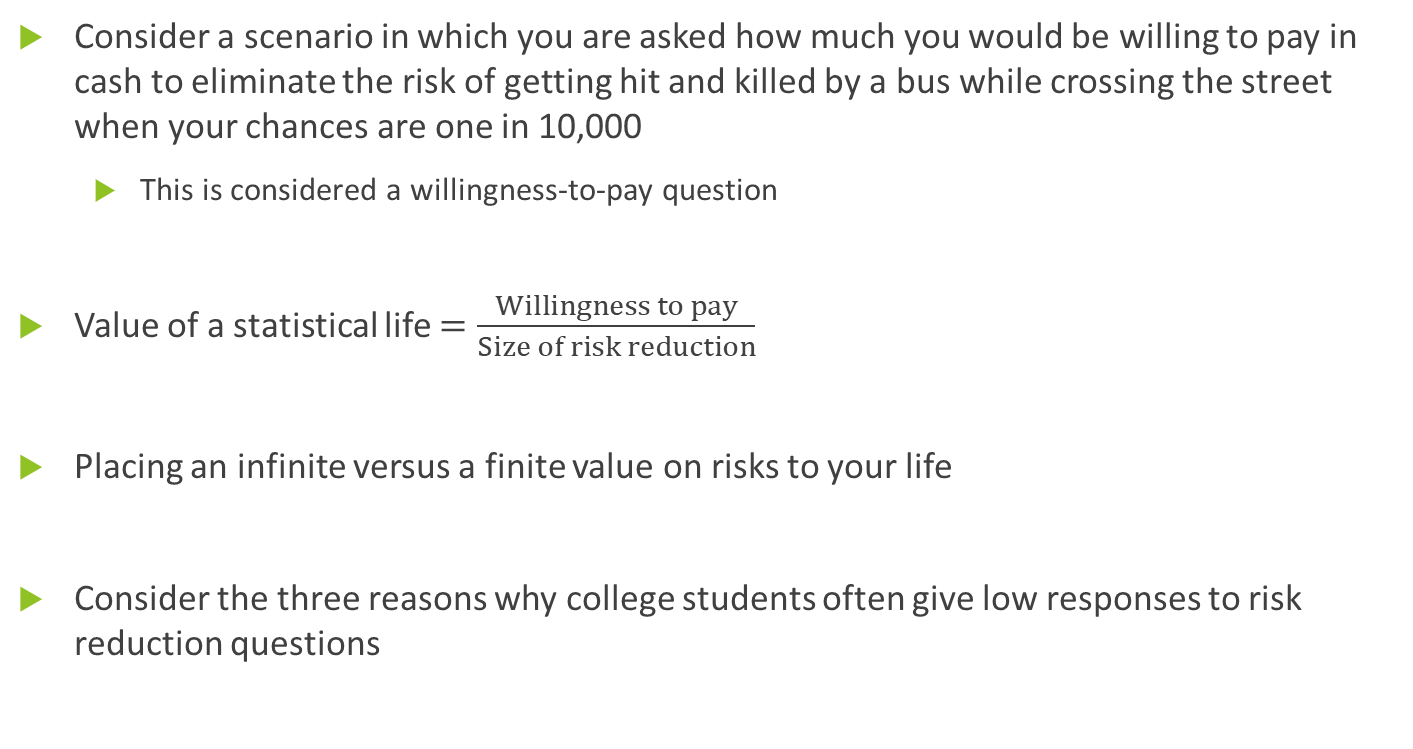 Consider a scenario in which you are asked how much you would be willing to pay in
cash to eliminate the risk of getting hit and killed by a bus while crossing the street
when your chances are one in 10,000
This is considered a willingness-to-pay question
Value of a statistical life = Willingness to pay
Size of risk reduction
Placing an infinite versus a finite value on risks to your life
Consider the three reasons why college students often give low responses to risk
reduction questions